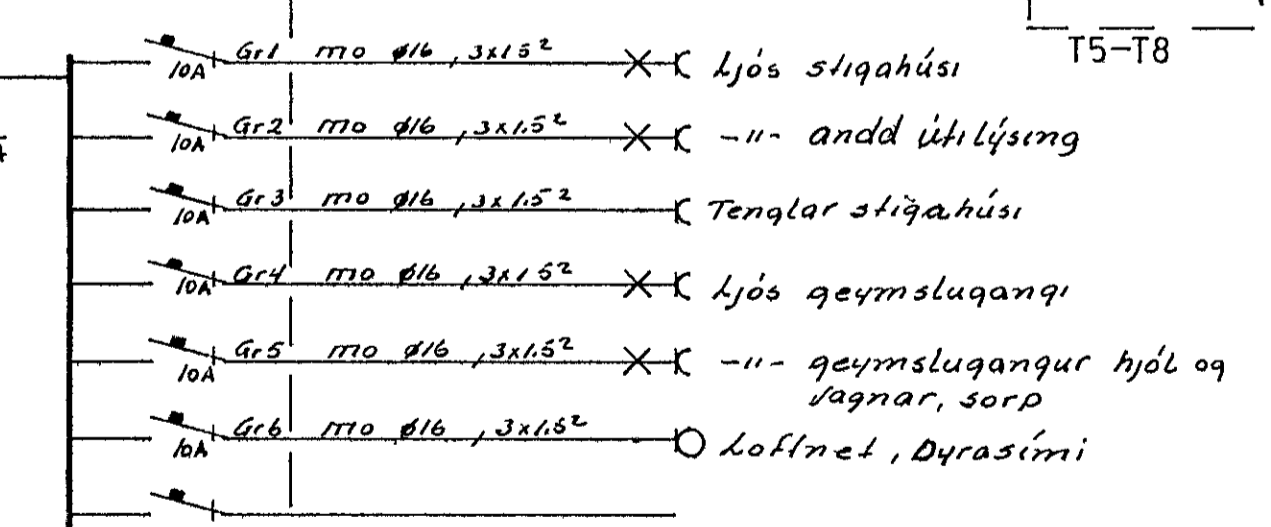 T5-T8
10A Gr1 mo ø16, 3x1.5² Ljós stigahúsi
10A Gr2 mo ø16, 3x1.5² -"- andd útilýsing
10A Gr3 mo ø16, 3x1.5² Tenglar stigahúsi
10A Gr4 mo ø16, 3x1.5² Ljós geymslugangi
10A Gr5 mo ø16, 3x1.5² -"- geymslugangur hjól og
vagnar, sorp
10A Gr6 mo ø16, 3x1.5² Loftnet, Dyrasími